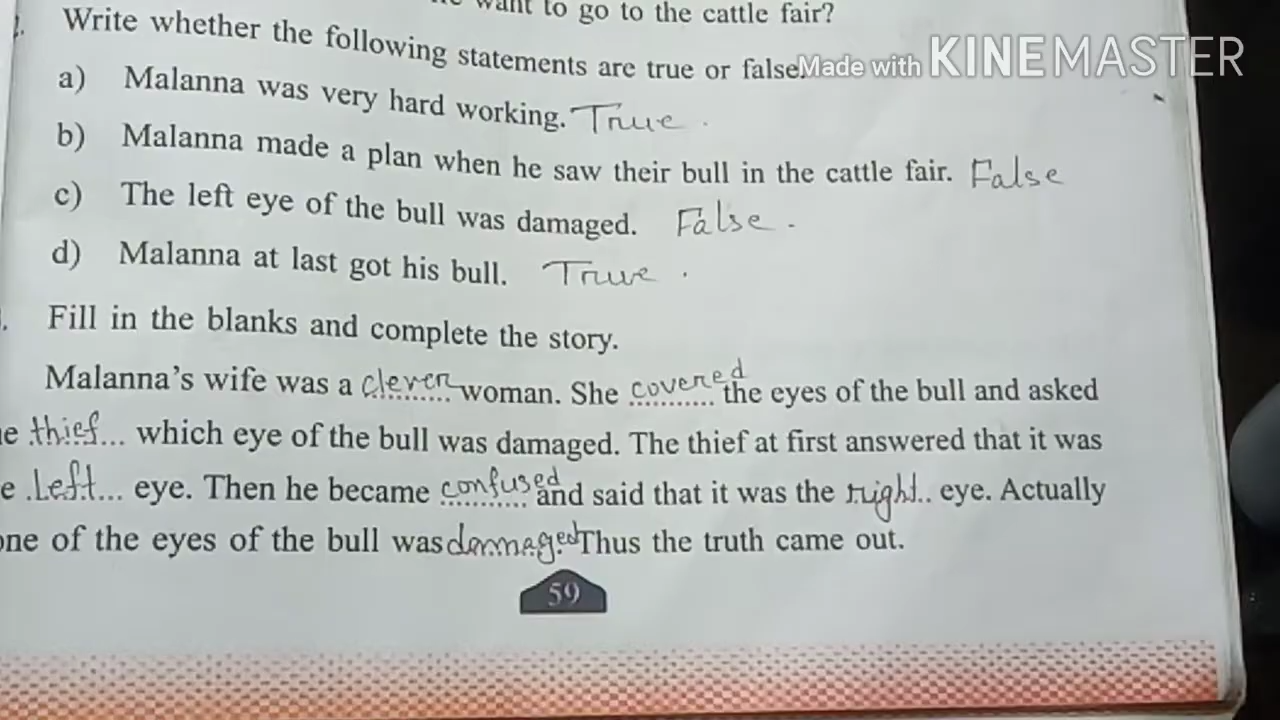 want to go to the cattle fair?
Write whether the following statements are true or false.
Made with KINEMASTER
a) Malanna was very hard working. True.
b) Malanna made a plan when he saw their bull in the cattle fair. False
c) The left eye of the bull was damaged. False.
d) Malanna at last got his bull. True.
Fill in the blanks and complete the story.
Malanna's wife was a clever woman. She covered the eyes of the bull and asked
thief... which eye of the bull was damaged. The thief at first answered that it was
.Left... eye. Then he became confused and said that it was the right.. eye. Actually
one of the eyes of the bull was dammaged Thus the truth came out.
59